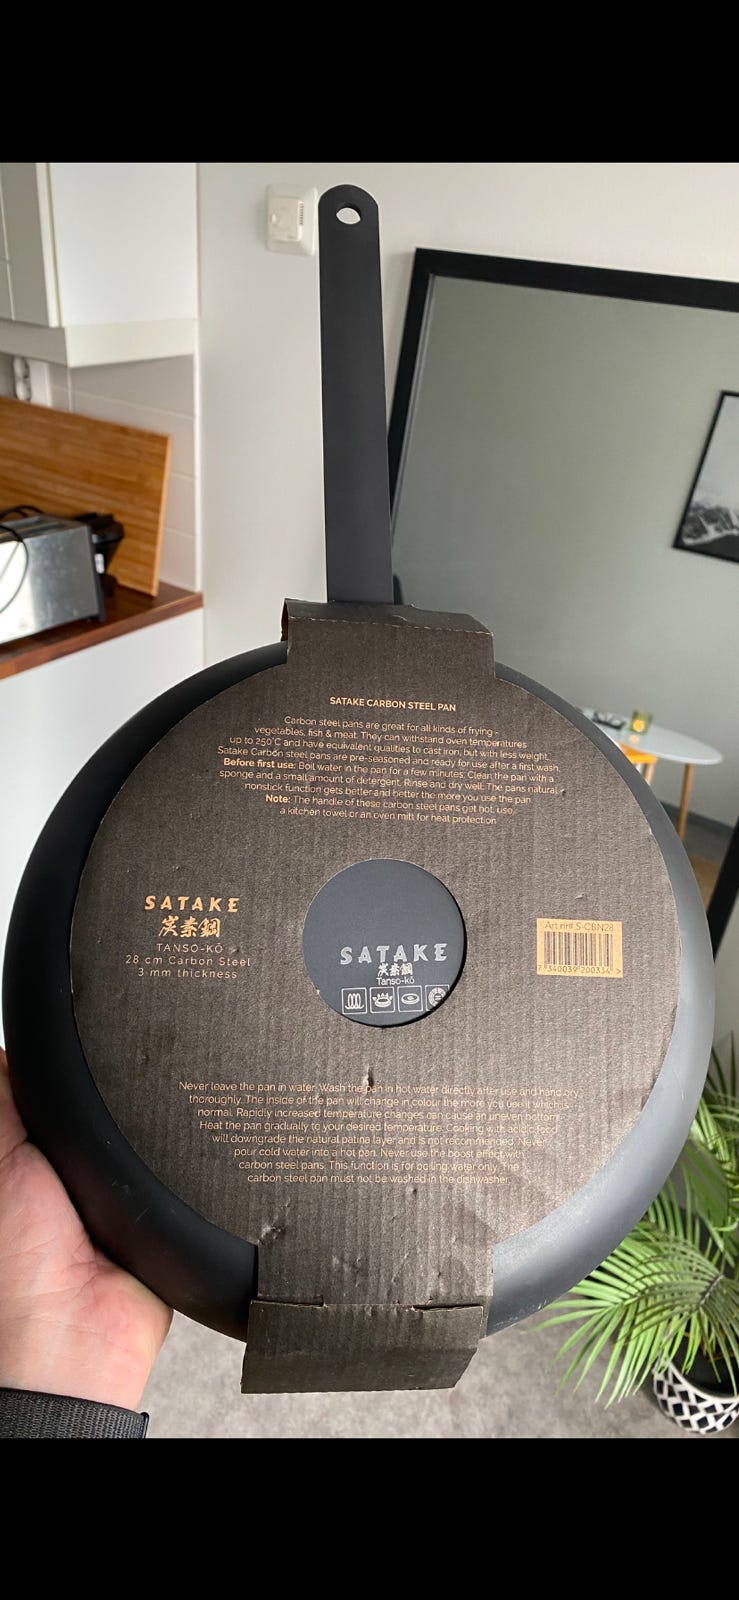 SATAKE CARBON STEEL PAN
Carbon steel pans are great for all kinds of frying -
vegetables, fish & meat. They can withstand oven temperatures
up to 250°C and have equivalent qualities to cast iron, but with less weight.
Satake Carbon steel pans are pre-seasoned and ready for use after a first wash.
Before first use: Boil water in the pan for a few minutes. Clean the pan with a
sponge and a small amount of detergent. Rinse and dry well. The pans natural
nonstick function gets better and better the more you use the pan
Note: The handle of these carbon steel pans get hot, use
a kitchen towel or an oven mitt for heat protection
SATAKE
炭素鋼
TANSO-KŌ
28 cm Carbon Steel
3 mm thickness
SATAKE
炭素鋼
Tanso-kō
Art nr# S-CBN28
7 340039 200334 >
Never leave the pan in water. Wash the pan in hot water directly after use and hand dry
thoroughly. The inside of the pan will change in colour the more you use it which is
normal. Rapidly increased temperature changes can cause an uneven bottom.
Heat the pan gradually to your desired temperature. Cooking with acidic food
will downgrade the natural patina layer and is not recommended. Never
pour cold water into a hot pan. Never use the boost effect with
carbon steel pans. This function is for boiling water only. The
carbon steel pan must not be washed in the dishwasher.